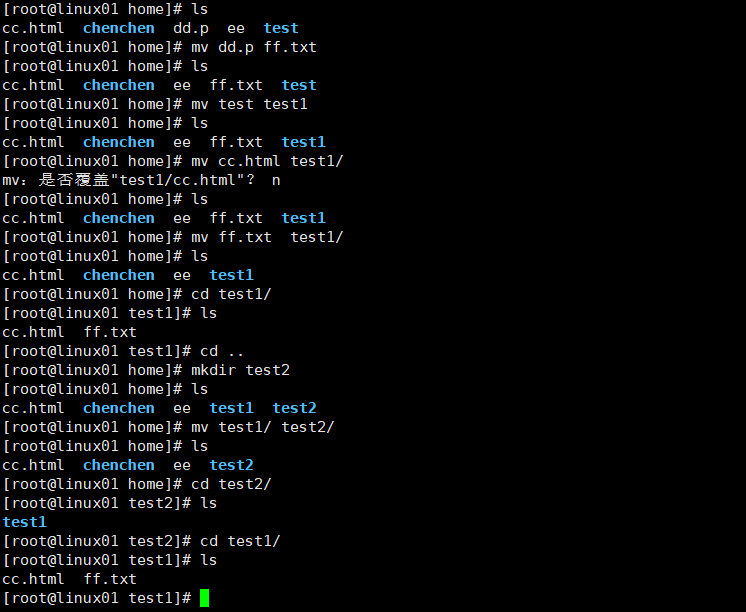 [root@linux01 home]# ls
cc.html  chenchen  dd.p  ee  test
[root@linux01 home]# mv dd.p ff.txt
[root@linux01 home]# ls
cc.html  chenchen  ee  ff.txt  test
[root@linux01 home]# mv test test1
[root@linux01 home]# ls
cc.html  chenchen  ee  ff.txt  test1
[root@linux01 home]# mv cc.html test1/
mv：是否覆盖"test1/cc.html"？ n
[root@linux01 home]# ls
cc.html  chenchen  ee  ff.txt  test1
[root@linux01 home]# mv ff.txt  test1/
[root@linux01 home]# ls
cc.html  chenchen  ee  test1
[root@linux01 home]# cd test1/
[root@linux01 test1]# ls
cc.html  ff.txt
[root@linux01 test1]# cd ..
[root@linux01 home]# mkdir test2
[root@linux01 home]# ls
cc.html  chenchen  ee  test1  test2
[root@linux01 home]# mv test1/ test2/
[root@linux01 home]# ls
cc.html  chenchen  ee  test2
[root@linux01 home]# cd test2/
[root@linux01 test2]# ls
test1
[root@linux01 test2]# cd test1/
[root@linux01 test1]# ls
cc.html  ff.txt
[root@linux01 test1]#